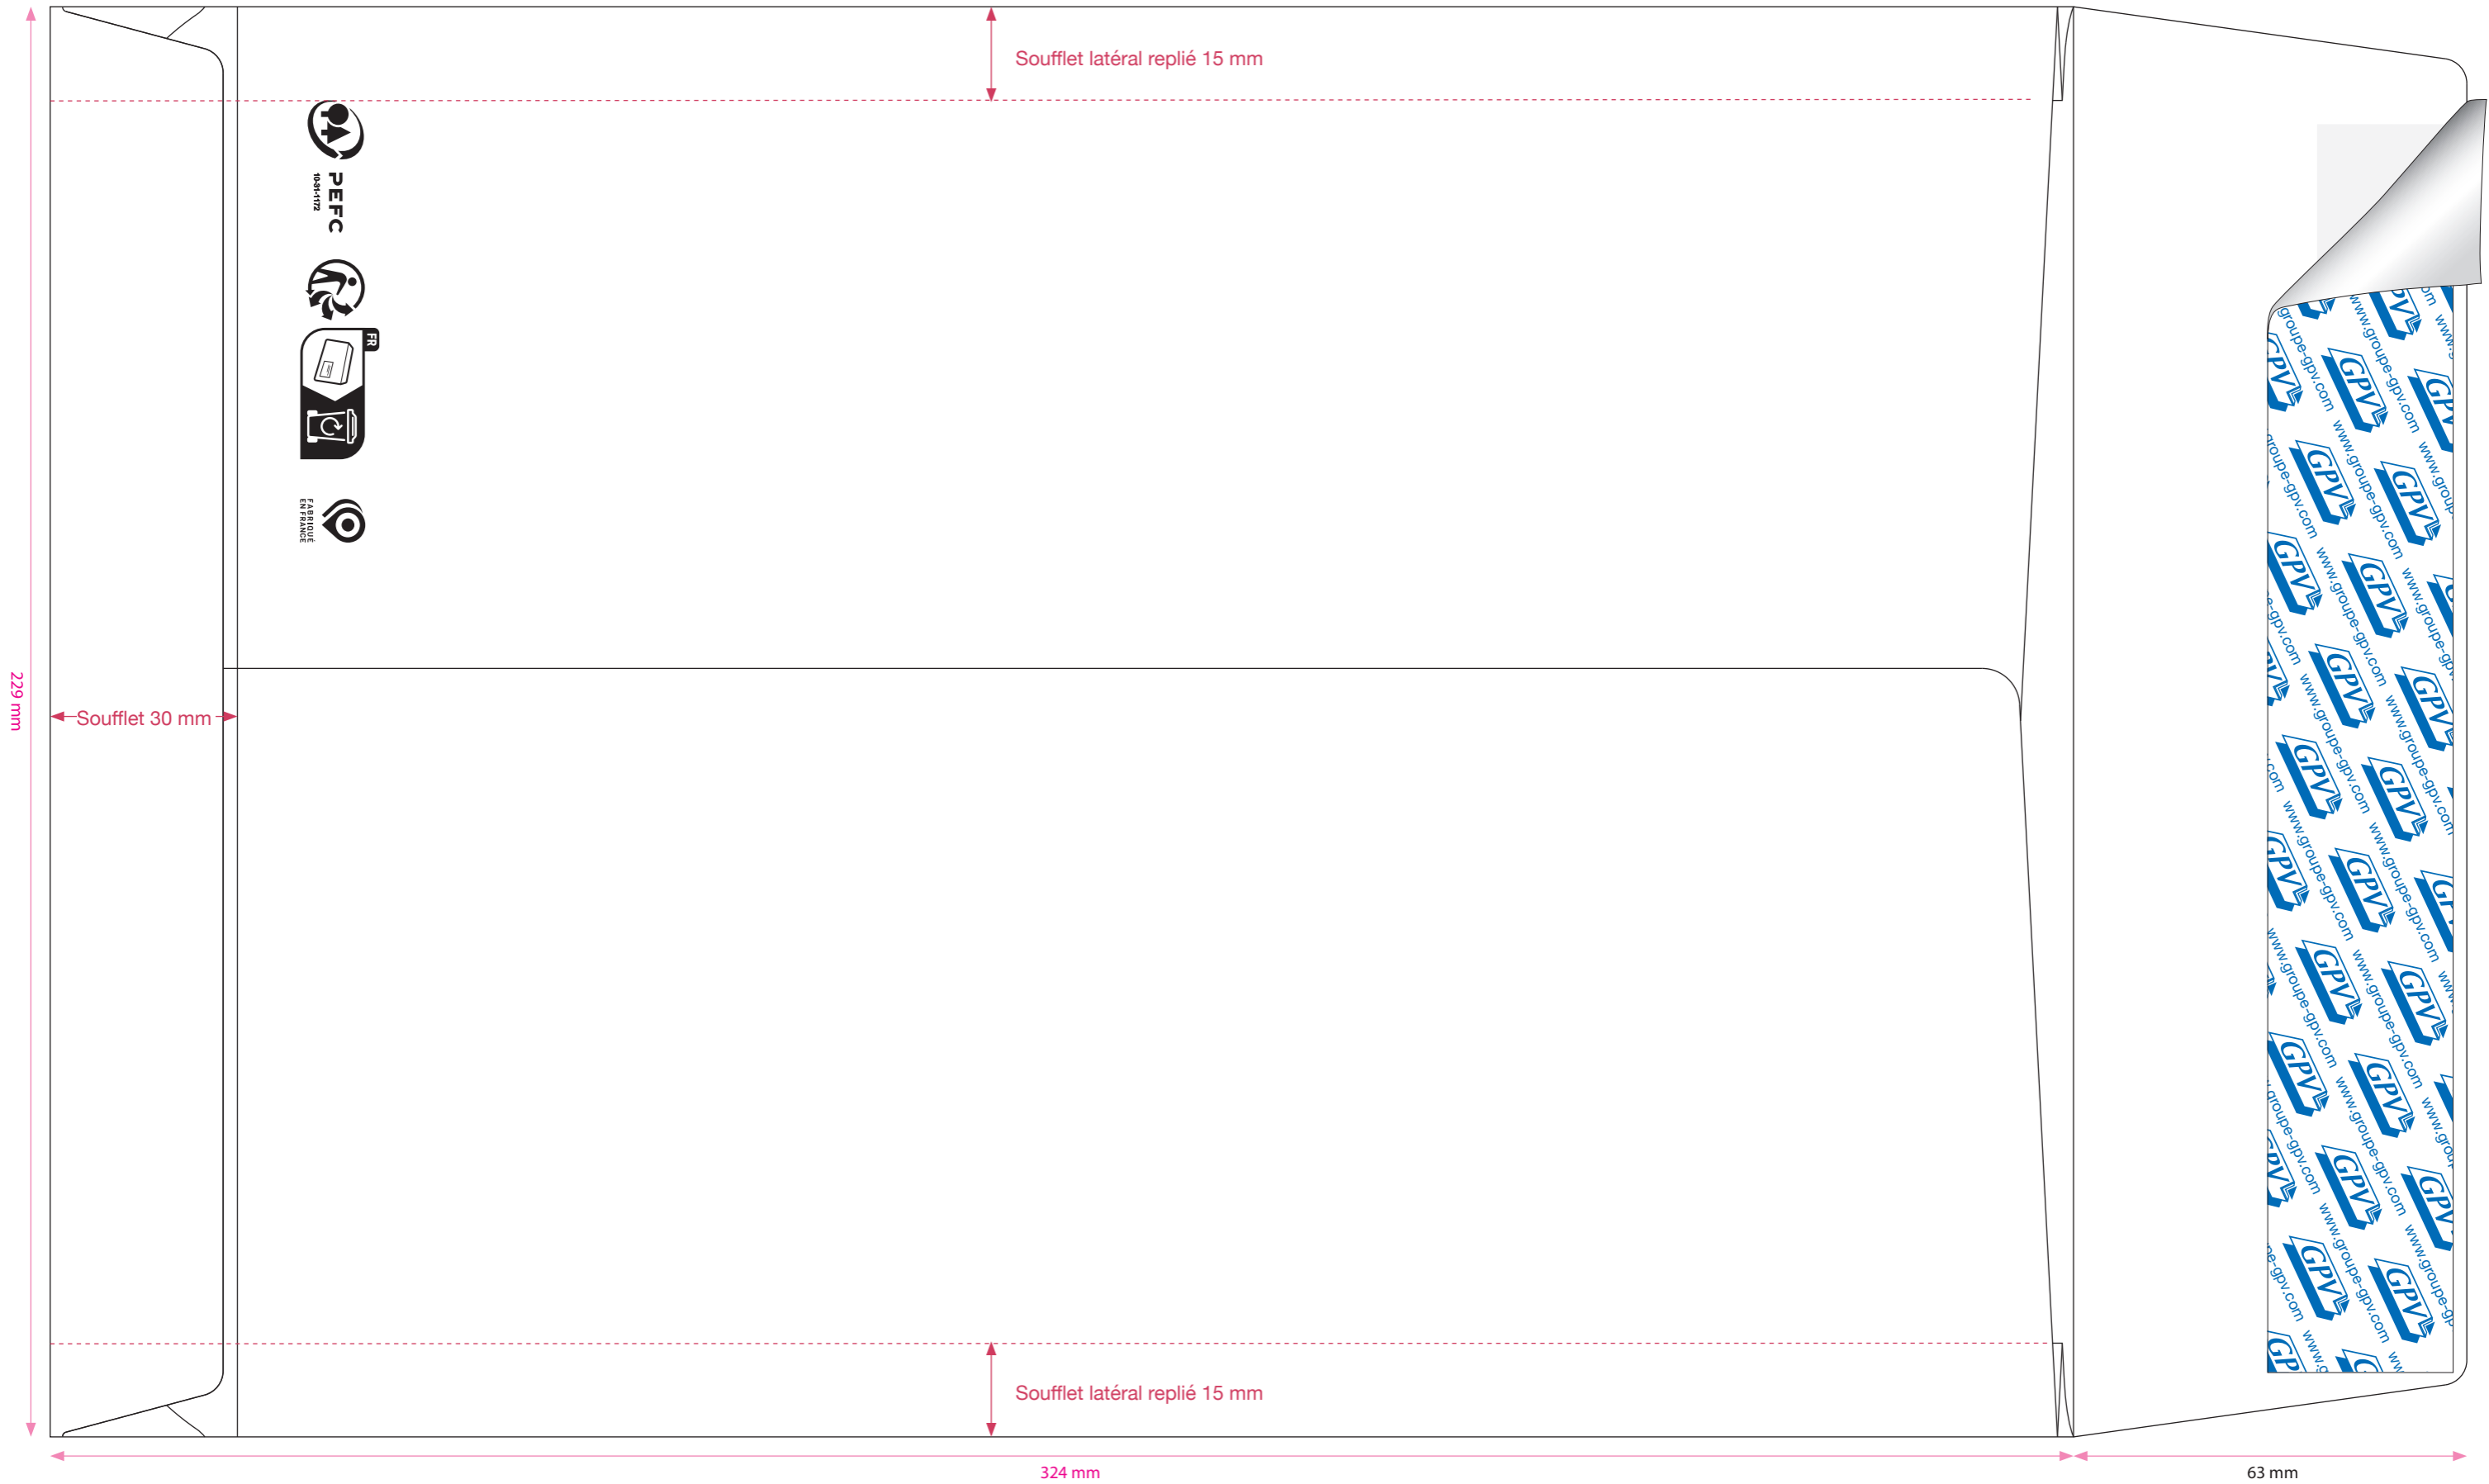 Soufflet latéral replié 15 mm
PEFC
10-31-1172
FR
FABRIQUÉ
EN FRANCE
229 mm
Soufflet 30 mm
GPV
www.groupe-gpv.com
Soufflet latéral replié 15 mm
324 mm
63 mm